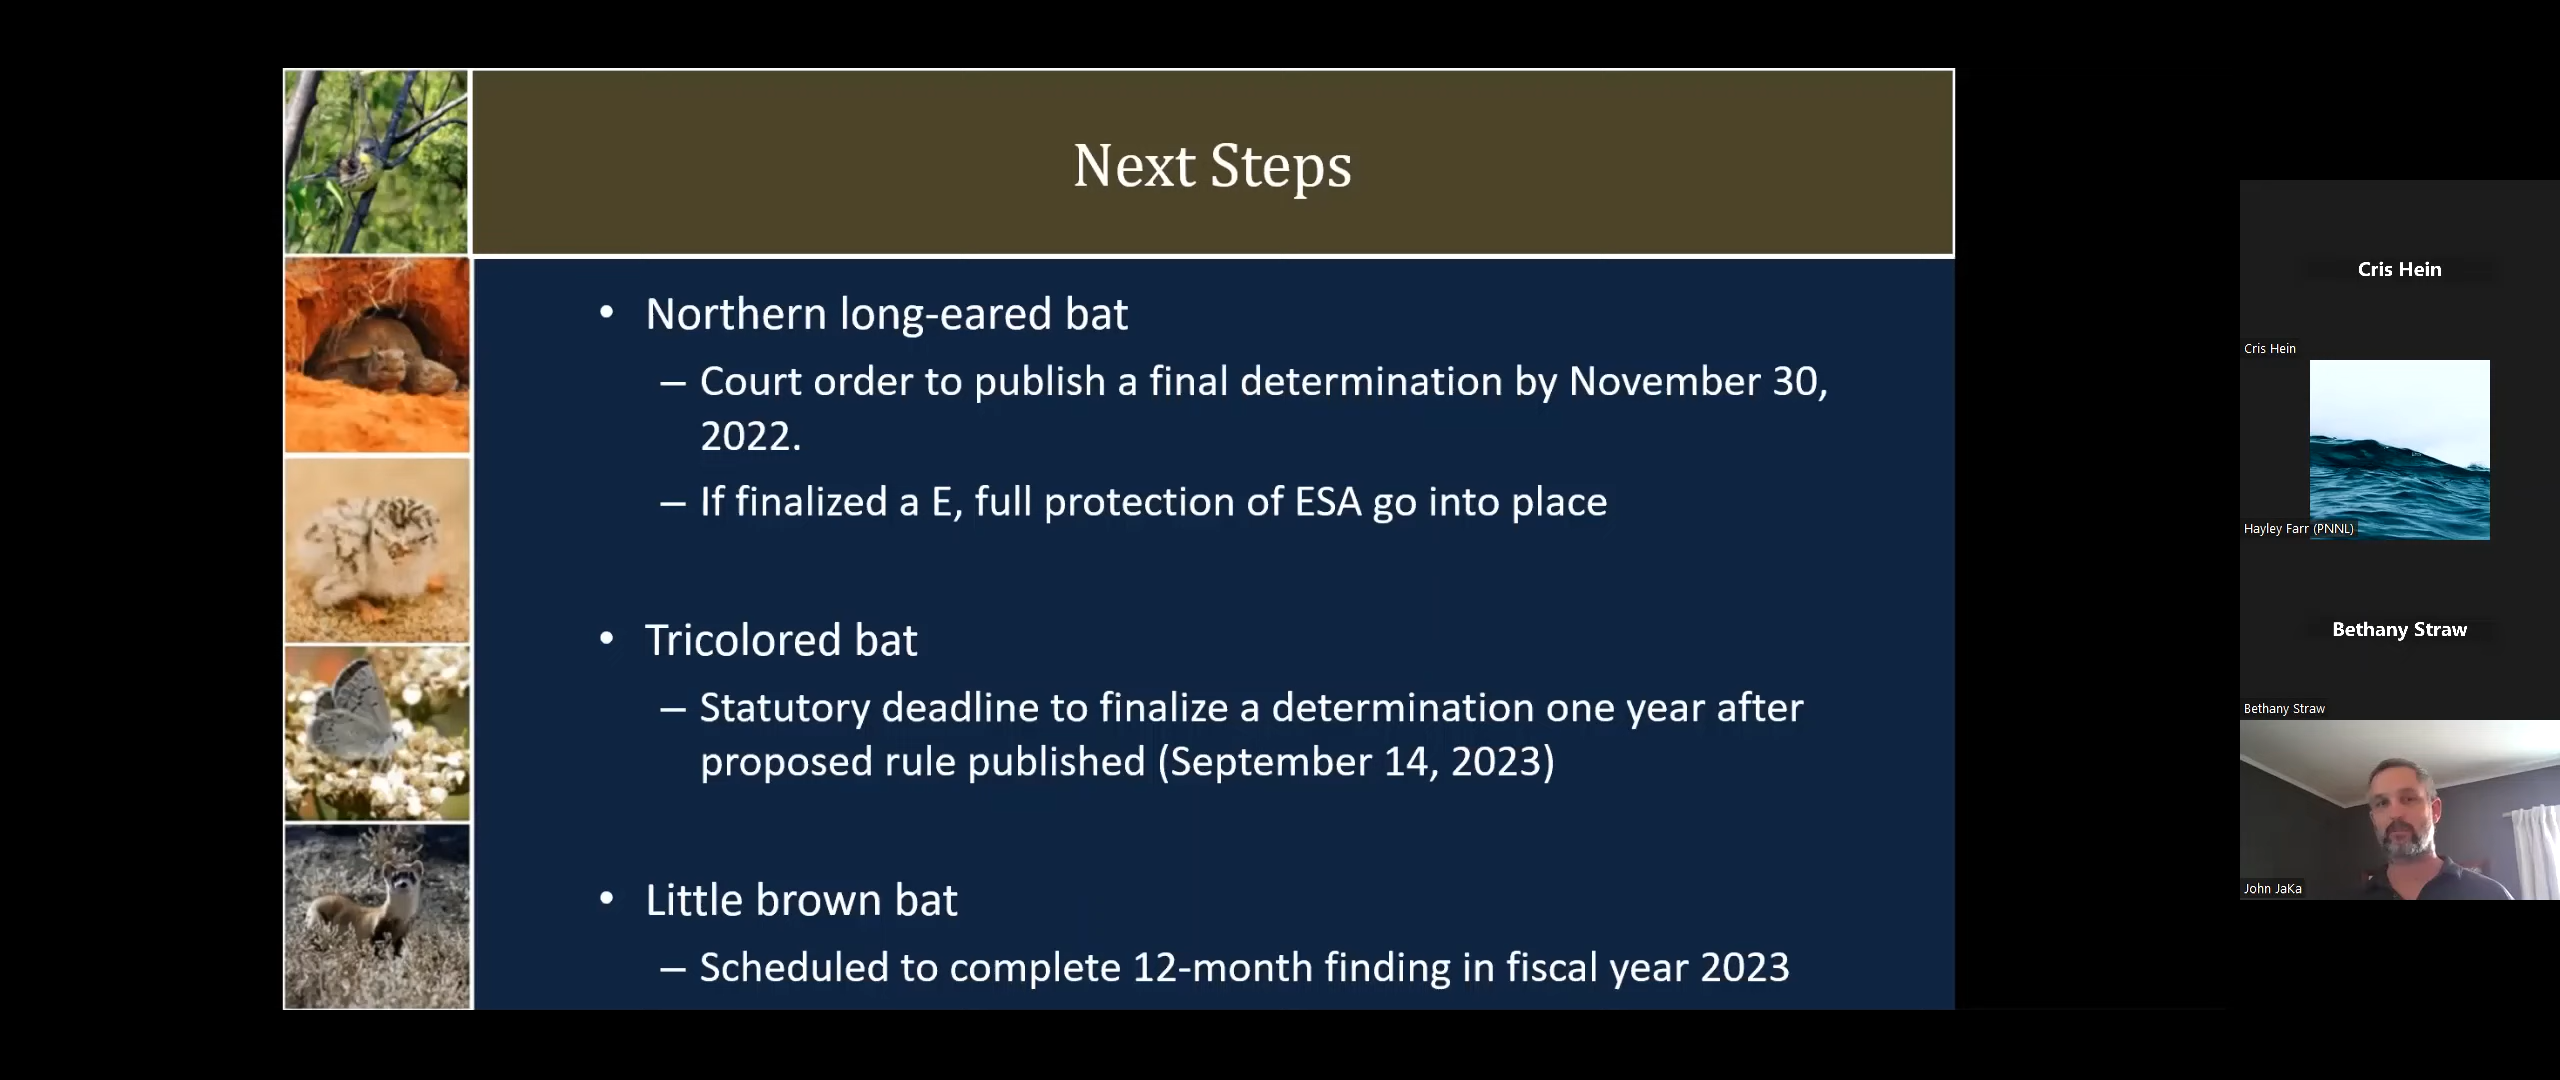 Next Steps
• Northern long-eared bat
– Court order to publish a final determination by November 30,
2022.
– If finalized a E, full protection of ESA go into place
• Tricolored bat
– Statutory deadline to finalize a determination one year after
proposed rule published (September 14, 2023)
• Little brown bat
– Scheduled to complete 12-month finding in fiscal year 2023
Cris Hein
Cris Hein
Hayley Farr (PNNL)
Bethany Straw
Bethany Straw
John JaKa